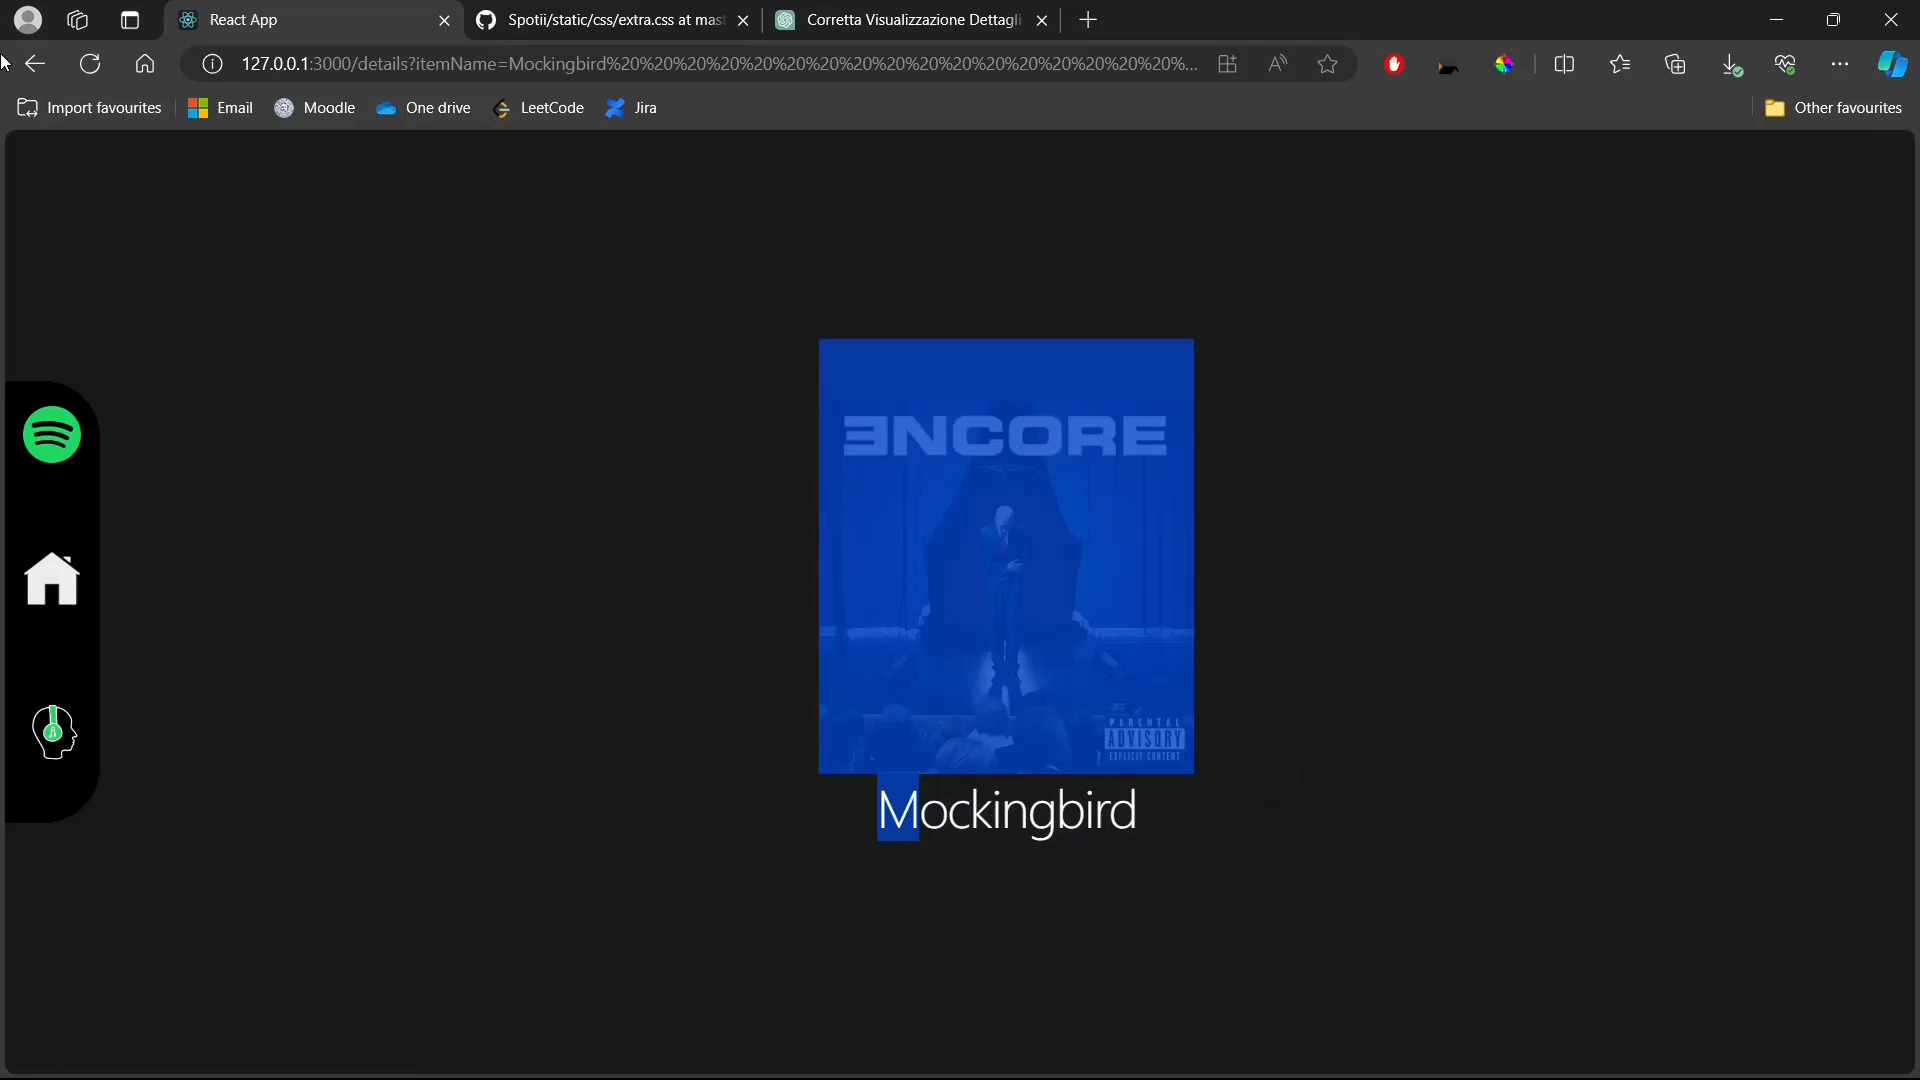 React App
Spotii/static/css/extra.css at mas
Corretta Visualizzazione Dettagli
127.0.0.1:3000/details?itemName=Mockingbird%20%20%20%20%20%20%20%20%20%20%20%20%20%20%20%20%20%...
Import favourites
Email
Moodle
One drive
LeetCode
Jira
Other favourites
ƎNCORE
PARENTAL
ADVISORY
EXPLICIT CONTENT
Mockingbird